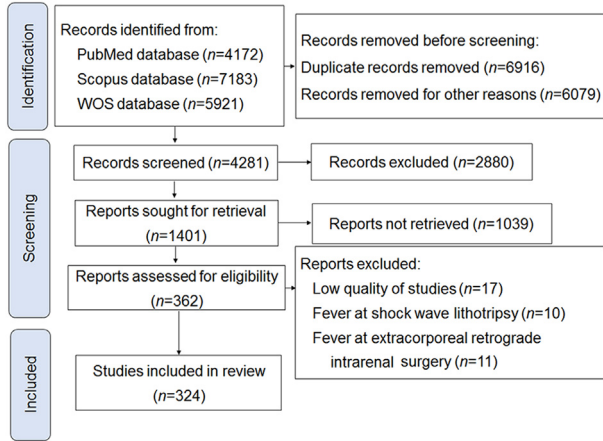 Identification
Records identified from:
PubMed database (n=4172)
Scopus database (n=7183)
WOS database (n=5921)
Records removed before screening:
Duplicate records removed (n=6916)
Records removed for other reasons (n=6079)
Screening
Records screened (n=4281)
Records excluded (n=2880)
Reports sought for retrieval
(n=1401)
Reports not retrieved (n=1039)
Reports assessed for eligibility
(n=362)
Reports excluded:
Low quality of studies (n=17)
Fever at shock wave lithotripsy (n=10)
Fever at extracorporeal retrograde
intrarenal surgery (n=11)
Included
Studies included in review
(n=324)